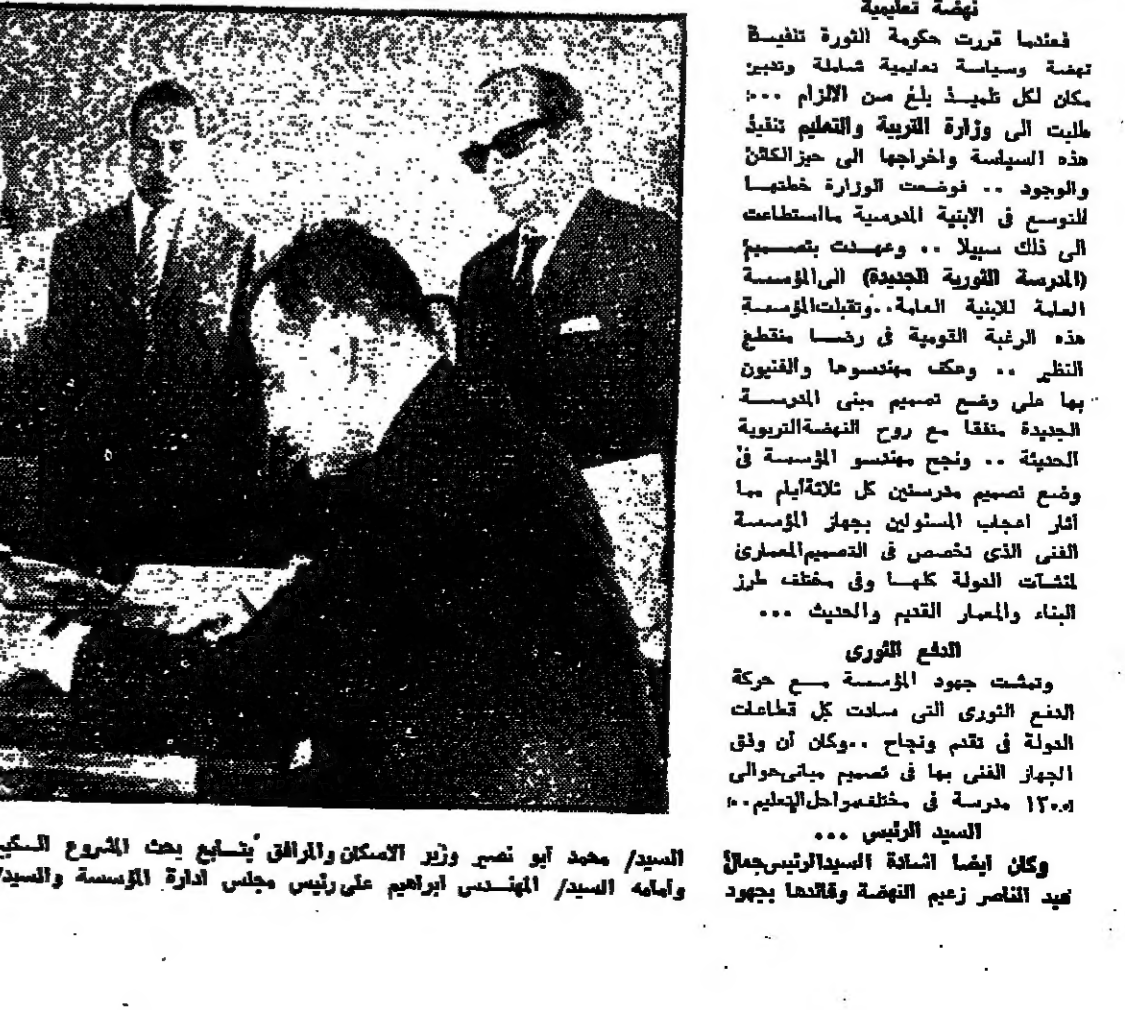 نهضة تعليمية
فعندما قررت حكومة الثورة تنفيذ
نهضة وسياسة تعليمية شاملة وتدبير
مكان لكل تلميذ بلغ سن الالزام ...
طلبت الى وزارة التربية والتعليم تنفيذ
هذه السياسة واخراجها الى حيز الكائن
والوجود .. فوضعت الوزارة خطتها
للتوسع فى الابنية المدرسية مااستطاعت
الى ذلك سبيلا .. وعهدت بتصميم
(المدرسة الثورية الجديدة) الى المؤسسة
العامة للابنية العامة..وتقبلت المؤسسة
هذه الرغبة القومية فى رضا منقطع
النظير .. وعكف مهندسوها والفنيون
بها على وضع تصميم مبنى المدرسة
الجديدة متفقا مع روح النهضة التربوية
الحديثة .. ونجح مهندسو المؤسسة فى
وضع تصميم مدرستين كل ثلاثة أيام مما
أثار اعجاب المسئولين بجهاز المؤسسة
الفنى الذى تخصص فى التصميم المعمارى
لمنشآت الدولة كلها وفى مختلف طرز
البناء والمعمار القديم والحديث ...
الدفع الثورى
وتمشت جهود المؤسسة مع حركة
الدفع الثورى التى سادت كل قطاعات
الدولة فى تقدم ونجاح ..وكان أن وفق
الجهاز الفنى بها فى تصميم مبانى حوالى
مدرسة فى مختلف مراحل التعليم..
السيد الرئيس ...
وكان ايضا اشادة السيد الرئيس جمال
عبد الناصر زعيم النهضة وقائدها بجهود
السيد/ محمد أبو نصير وزير الاسكان والمرافق يتابع بحث المشروع
وأمامه السيد/ المهندس ابراهيم على رئيس مجلس ادارة المؤسسة والسيد/